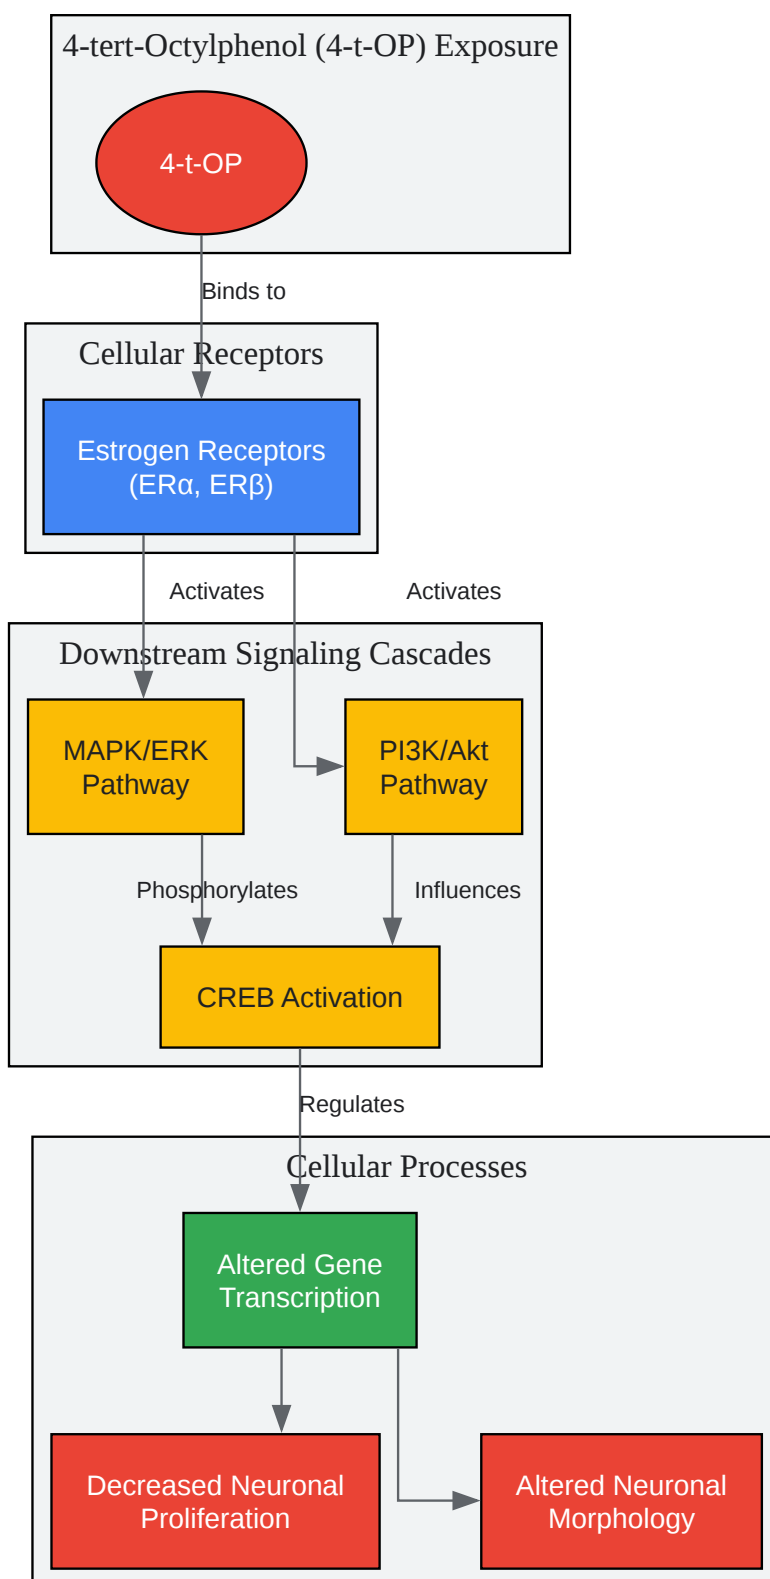 4-tert-Octylphenol (4-t-OP) Exposure
4-t-OP
Binds to
Cellular Receptors
Estrogen Receptors
(ERα, ERβ)
Activates
Activates
Downstream Signaling Cascades
MAPK/ERK
Pathway
PI3K/Akt
Pathway
Phosphorylates
Influences
CREB Activation
Regulates
Cellular Processes
Altered Gene
Transcription
Decreased Neuronal
Proliferation
Altered Neuronal
Morphology